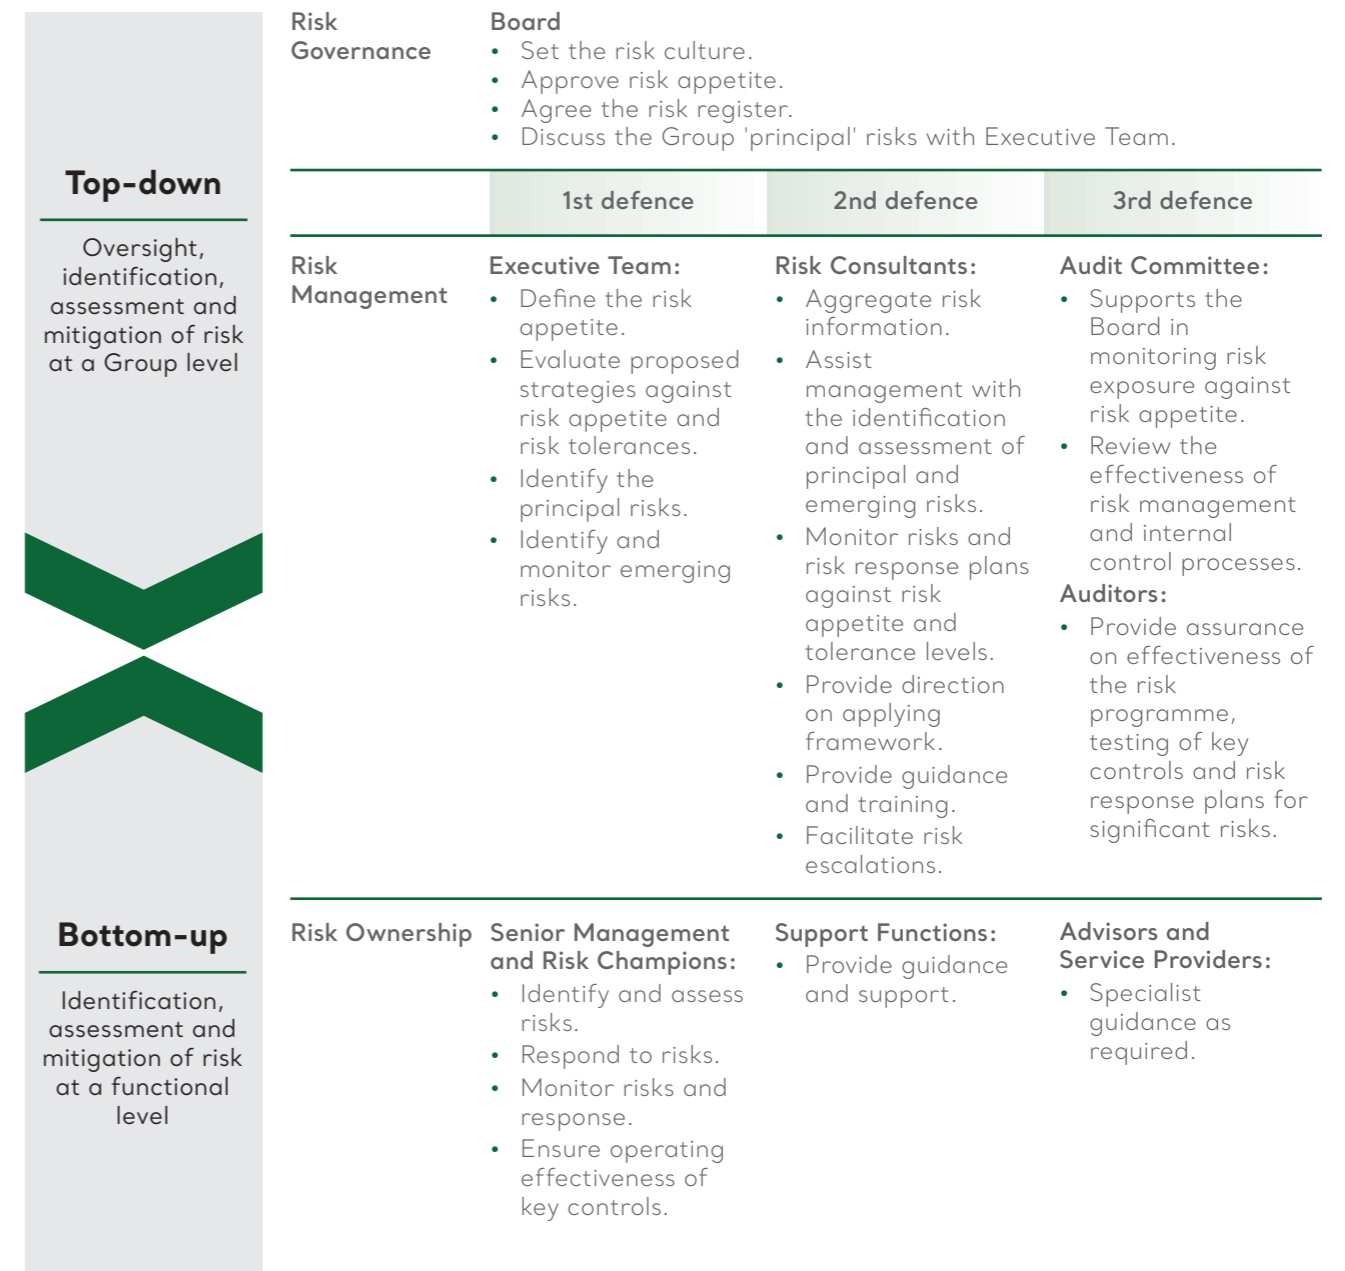 Top-down
Oversight,
identification,
assessment and
mitigation of risk
at a Group level
Bottom-up
Identification,
assessment and
mitigation of risk
at a functional
level
Risk
Governance
Board
• Set the risk culture.
• Approve risk appetite.
• Agree the risk register.
• Discuss the Group 'principal' risks with Executive Team.
1st defence
2nd defence
3rd defence
Risk
Management
Executive Team:
• Define the risk
appetite.
• Evaluate proposed
strategies against
risk appetite and
risk tolerances.
• Identify the
principal risks.
• Identify and
monitor emerging
risks.
Risk Consultants:
• Aggregate risk
information.
• Assist
management with
the identification
and assessment of
principal and
emerging risks.
• Monitor risks and
risk response plans
against risk
appetite and
tolerance levels.
• Provide direction
on applying
framework.
• Provide guidance
and training.
• Facilitate risk
escalations.
Audit Committee:
• Supports the
Board in
monitoring risk
exposure against
risk appetite.
• Review the
effectiveness of
risk management
and internal
control processes.
Auditors:
• Provide assurance
on effectiveness of
the risk
programme,
testing of key
controls and risk
response plans for
significant risks.
Risk Ownership
Senior Management
and Risk Champions:
• Identify and assess
risks.
• Respond to risks.
• Monitor risks and
response.
• Ensure operating
effectiveness of
key controls.
Support Functions:
• Provide guidance
and support.
Advisors and
Service Providers:
• Specialist
guidance as
required.